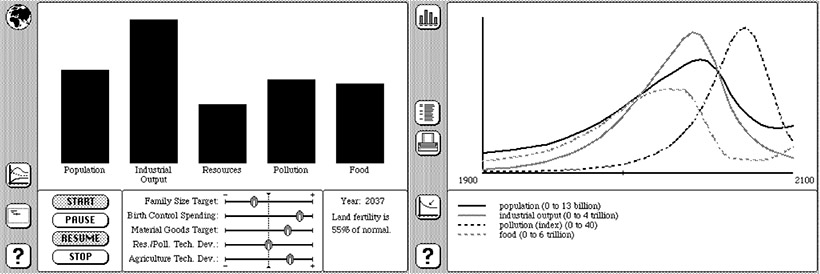 Population
Industrial
Output
Resources
Pollution
Food
START
PAUSE
RESUME
STOP
Family Size Target:
Birth Control Spending:
Material Goods Target:
Res./Poll. Tech. Dev.:
Agriculture Tech. Dev.:
- +
- +
Year: 2037
Land fertility is
55% of normal.
?
1900
2100
population (0 to 13 billion)
industrial output (0 to 4 trillion)
pollution (index) (0 to 40)
food (0 to 6 trillion)
?